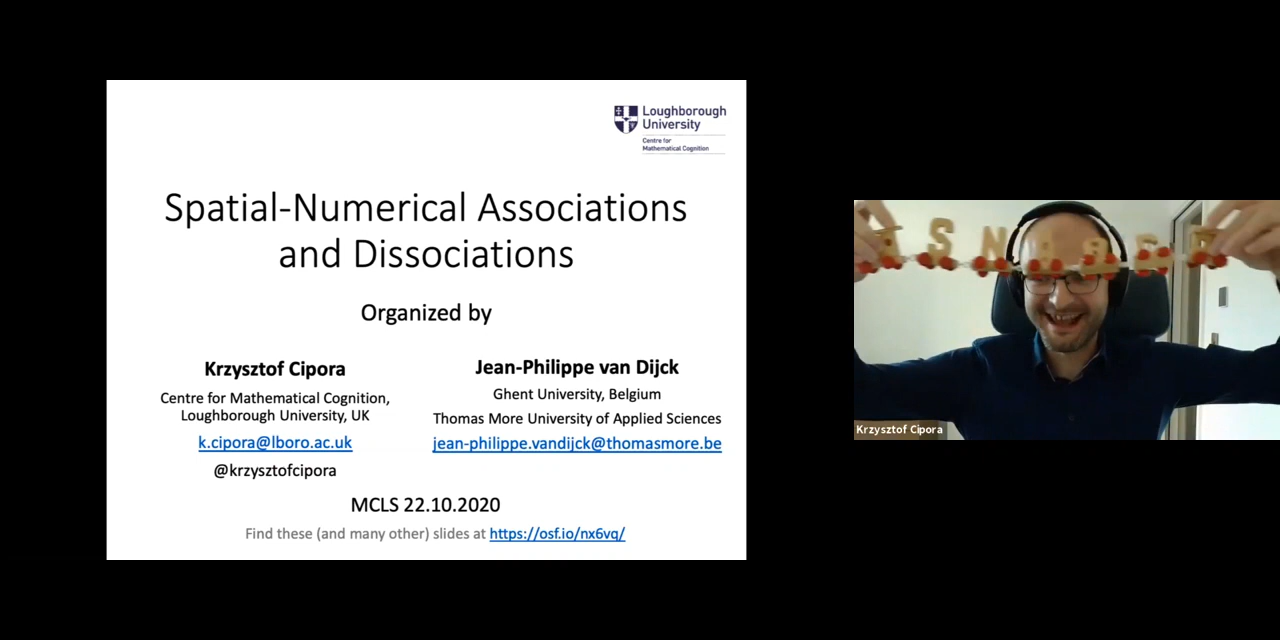 Loughborough
University
Centre for
Mathematical Cognition
Spatial-Numerical Associations
and Dissociations
Organized by
Krzysztof Cipora
Centre for Mathematical Cognition,
Loughborough University, UK
k.cipora@lboro.ac.uk
@krzysztofcipora
Jean-Philippe van Dijck
Ghent University, Belgium
Thomas More University of Applied Sciences
jean-philippe.vandijck@thomasmore.be
MCLS 22.10.2020
Find these (and many other) slides at https://osf.io/nx6vq/
Krzysztof Cipora